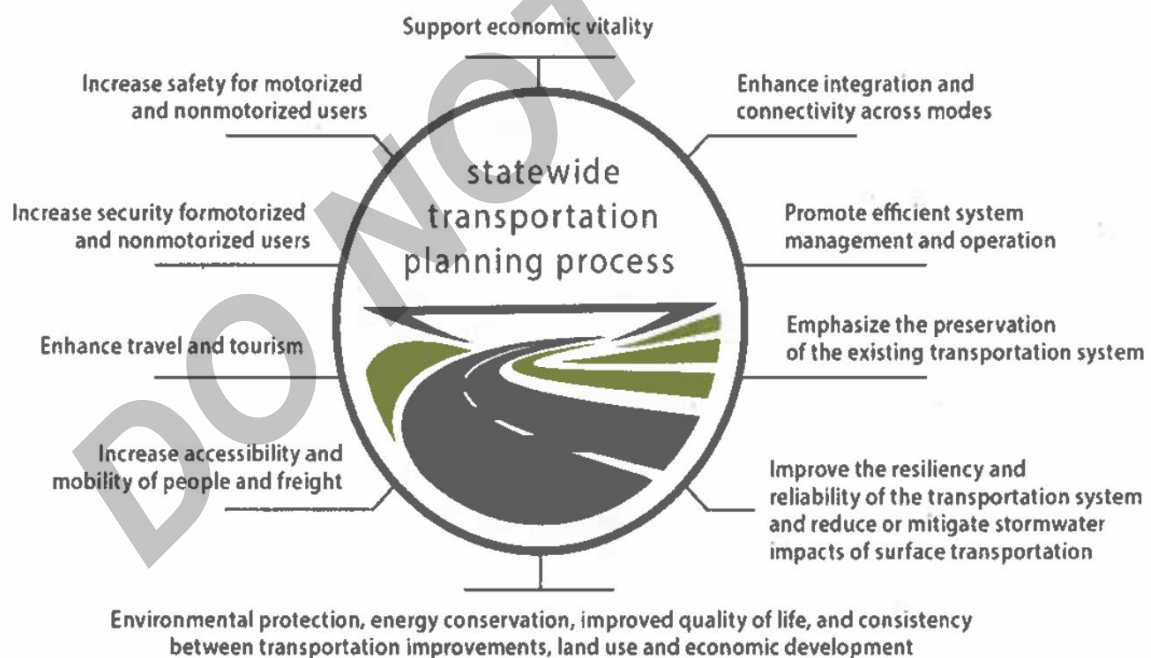 Support economic vitality
Increase safety for motorized
and nonmotorized users
Enhance integration and
connectivity across modes
statewide
transportation
planning process
Increase security formotorized
and nonmotorized users
Promote efficient system
management and operation
Enhance travel and tourism
Emphasize the preservation
of the existing transportation system
Increase accessibility and
mobility of people and freight
Improve the resiliency and
reliability of the transportation system
and reduce or mitigate stormwater
impacts of surface transportation
Environmental protection, energy conservation, improved quality of life, and consistency
between transportation improvements, land use and economic development
DO NOT